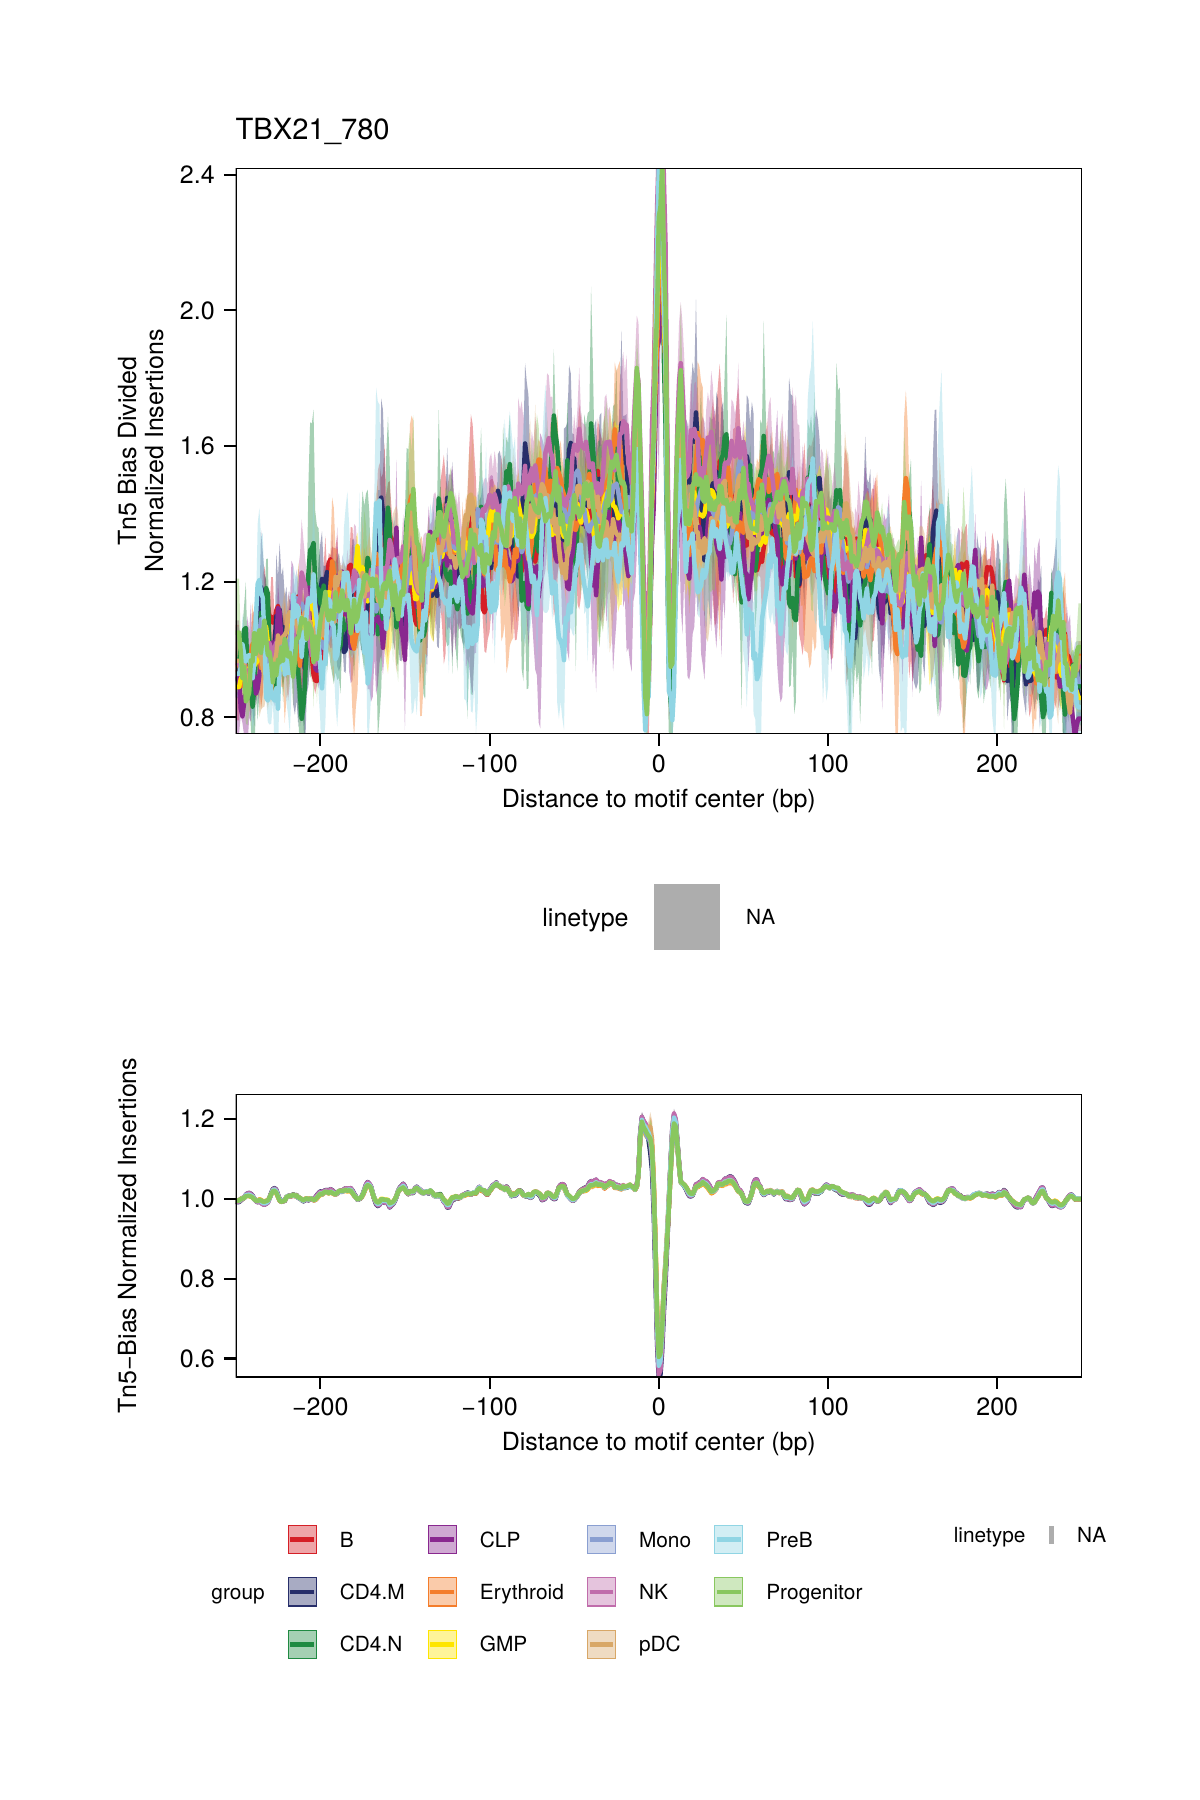 TBX21_780
2.4
2.0
1.6
1.2
0.8
Tn5 Bias Divided
Normalized Insertions
−200 −100 0 100 200
Distance to motif center (bp)
linetype NA
1.2
1.0
0.8
0.6
Tn5−Bias Normalized Insertions
−200 −100 0 100 200
Distance to motif center (bp)
group
B CLP Mono PreB
CD4.M Erythroid NK Progenitor
CD4.N GMP pDC
linetype NA